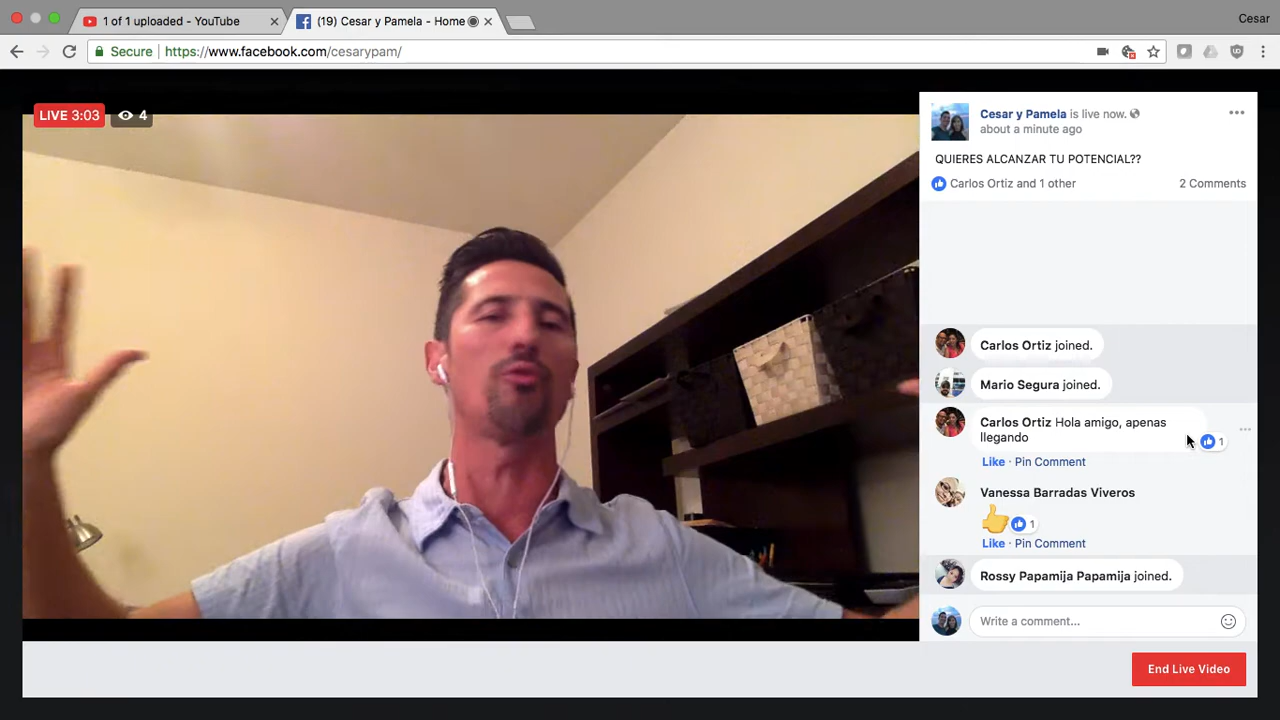 1 of 1 uploaded - YouTube
(19) Cesar y Pamela - Home
Cesar
Secure
https://www.facebook.com/cesarypam/
LIVE 3:03
4
Cesar y Pamela is live now.
about a minute ago
QUIERES ALCANZAR TU POTENCIAL??
Carlos Ortiz and 1 other
2 Comments
Carlos Ortiz joined.
Mario Segura joined.
Carlos Ortiz Hola amigo, apenas
llegando
1
Like · Pin Comment
Vanessa Barradas Viveros
1
Like · Pin Comment
Rossy Papamija Papamija joined.
Write a comment...
End Live Video